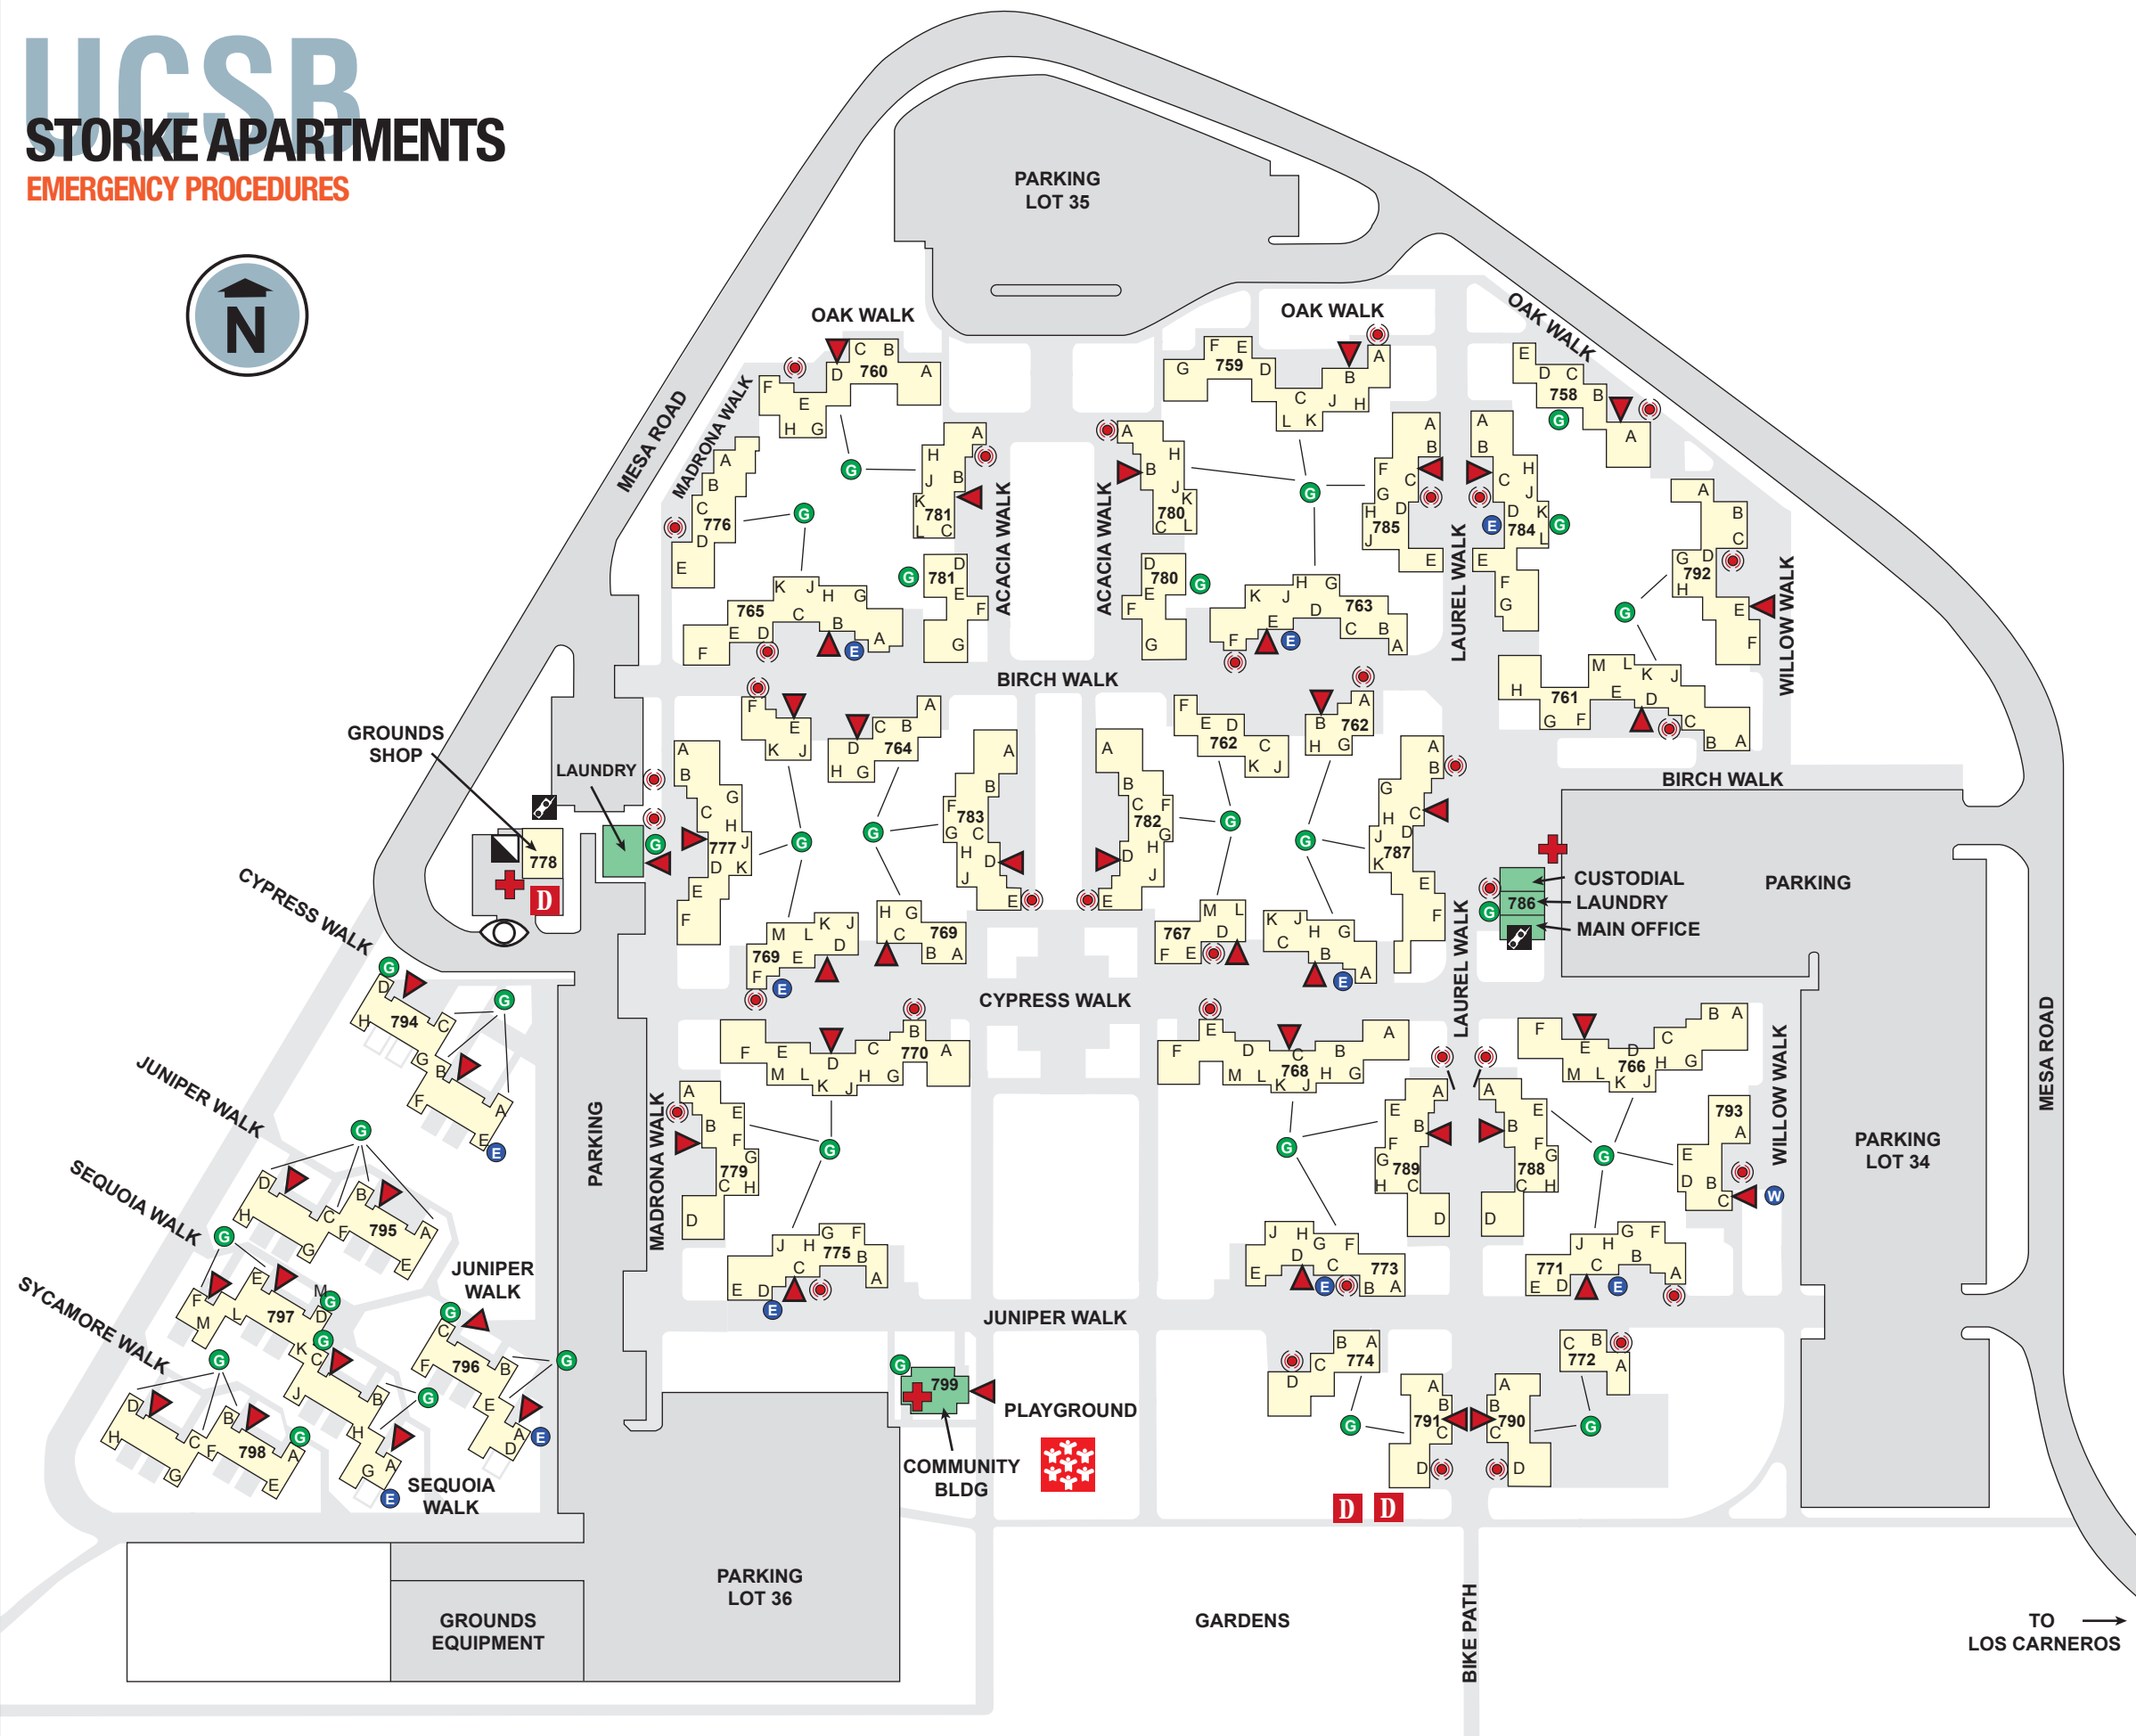 UCSB
STORKE APARTMENTS
EMERGENCY PROCEDURES
N
PARKING
LOT 35
MESA ROAD
OAK WALK
OAK WALK
OAK WALK
MADRONA WALK
C B
D 760 A
F E
H G
F E
G 759 D
A
B
C J H
L K
E
D C
758 B
A
A
B
C
776
D
E
A
H
B
J
K
781
L C
ACACIA WALK
ACACIA WALK
A
H
B
J
K
780
C L
A
B
F
C
G
H D
785
J
E
LAUREL WALK
A
B
H
C
J
D K
784
L
E
F
G
E
A
B
C
G D
792
H
E
F
WILLOW WALK
D
781
E
F
G
D
780
E
F
G
K J H G
765 C
B
E D A
F
H G
K J
D 763
E
C B
F A
G G G G G G G G G
E E
M L K J
H E D
761
G F C
B A
BIRCH WALK
BIRCH WALK
GROUNDS
SHOP
LAUNDRY
778
D
F
E
K J
A
C B
D 764
H G
A
B
G
C H
777 J
D K
E
F
A
B
F
783
G C
H D
J
E
A
B
C F
782 G
H
D
J
E
F
E D
762 C
K J
A
B 762
H G
A
B
G
H C
J D
787
K
E
F
CUSTODIAL
LAUNDRY
786
MAIN OFFICE
PARKING
G G G G G G
CYPRESS WALK
K J
M L
D
769 E
F
E
H G
C 769
B A
M L
767 D
F E
K J
H G
C
B
E A
CYPRESS WALK
LAUREL WALK
D
H 794 C
G
B
F A
E
E
G G
JUNIPER WALK
PARKING
MADRONA WALK
B
F E C 770 A
D
M L H G
K J
E
F D C B A
768
M L H G
K J
B A
F E D C
766 H G
M L K J
MESA ROAD
WILLOW WALK
PARKING
LOT 34
A
E
B
F
G
779
C H
D
A
E
B
F
G
789
H C
D
A
E
B
F
G
788
C H
D
793
A
E
D B
C
W
G G G
SEQUOIA WALK
G
D
B
H C
F 795 A
G
E
JUNIPER
WALK
G F
J H 775 B
C
E D A
E
J H
G F
D
C 773
E
E B A
G F
J H
B
771 C A
E D E
SYCAMORE WALK
G
F E M G
L 797 D
M
K G
C
J B G
H
G A
E
G
C
F 796 B
E
G
A
D
E
G
D
B
H C F G
798 A
G E
SEQUOIA
WALK
JUNIPER WALK
G
799
PLAYGROUND
COMMUNITY
BLDG
B A
C 774
D
G
C B
772
A
G
A
B
791
C
D
A
B
790
C
D
D D
PARKING
LOT 36
GROUNDS
EQUIPMENT
GARDENS
BIKE PATH
TO
LOS CARNEROS